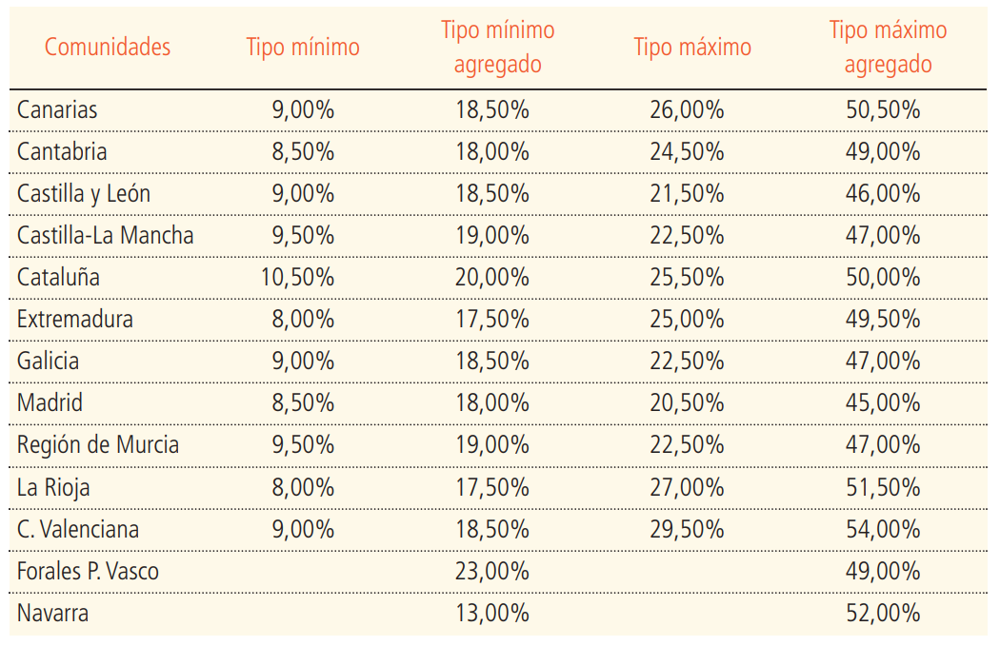 Comunidades Tipo mínimo Tipo mínimo agregado Tipo máximo Tipo máximo agregado
Canarias 9,00% 18,50% 26,00% 50,50%
Cantabria 8,50% 18,00% 24,50% 49,00%
Castilla y León 9,00% 18,50% 21,50% 46,00%
Castilla-La Mancha 9,50% 19,00% 22,50% 47,00%
Cataluña 10,50% 20,00% 25,50% 50,00%
Extremadura 8,00% 17,50% 25,00% 49,50%
Galicia 9,00% 18,50% 22,50% 47,00%
Madrid 8,50% 18,00% 20,50% 45,00%
Región de Murcia 9,50% 19,00% 22,50% 47,00%
La Rioja 8,00% 17,50% 27,00% 51,50%
C. Valenciana 9,00% 18,50% 29,50% 54,00%
Forales P. Vasco 23,00% 49,00%
Navarra 13,00% 52,00%